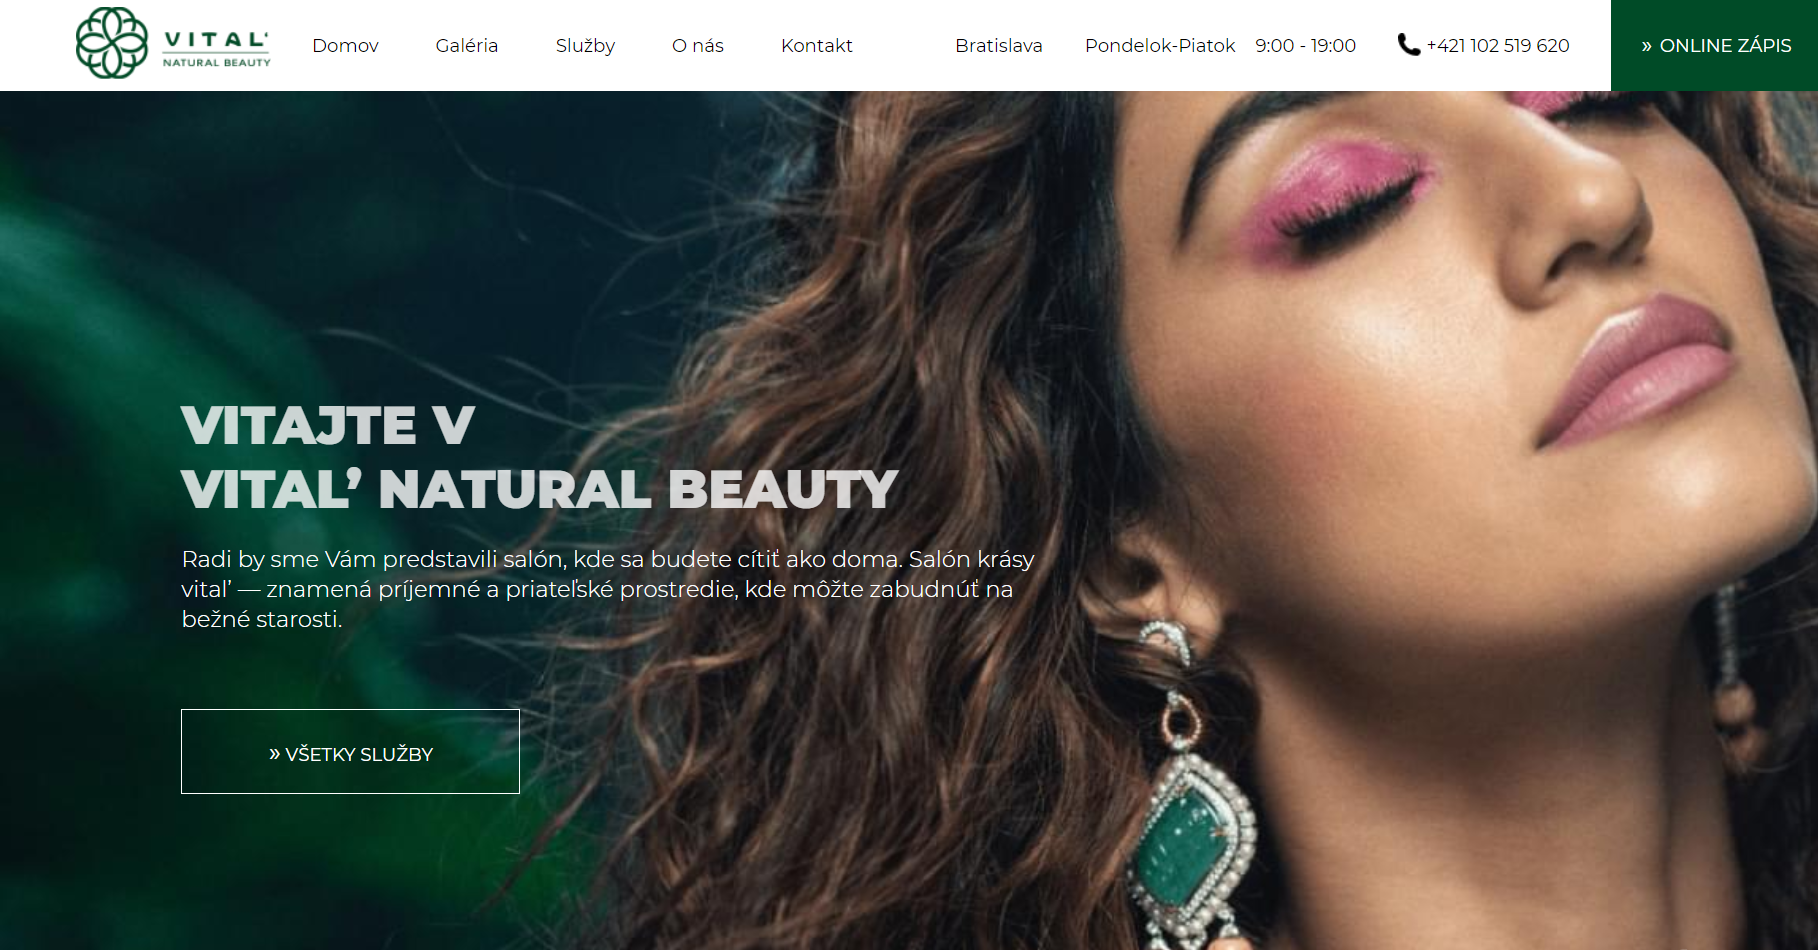 VITAL'
NATURAL BEAUTY
Domov
Galéria
Služby
O nás
Kontakt
Bratislava
Pondelok-Piatok 9:00 - 19:00
+421 102 519 620
» ONLINE ZÁPIS
VITAJTE V
VITAL’ NATURAL BEAUTY
Radi by sme Vám predstavili salón, kde sa budete cítiť ako doma. Salón krásy
vital’ — znamená príjemné a priateľské prostredie, kde môžte zabudnúť na
bežné starosti.
» VŠETKY SLUŽBY